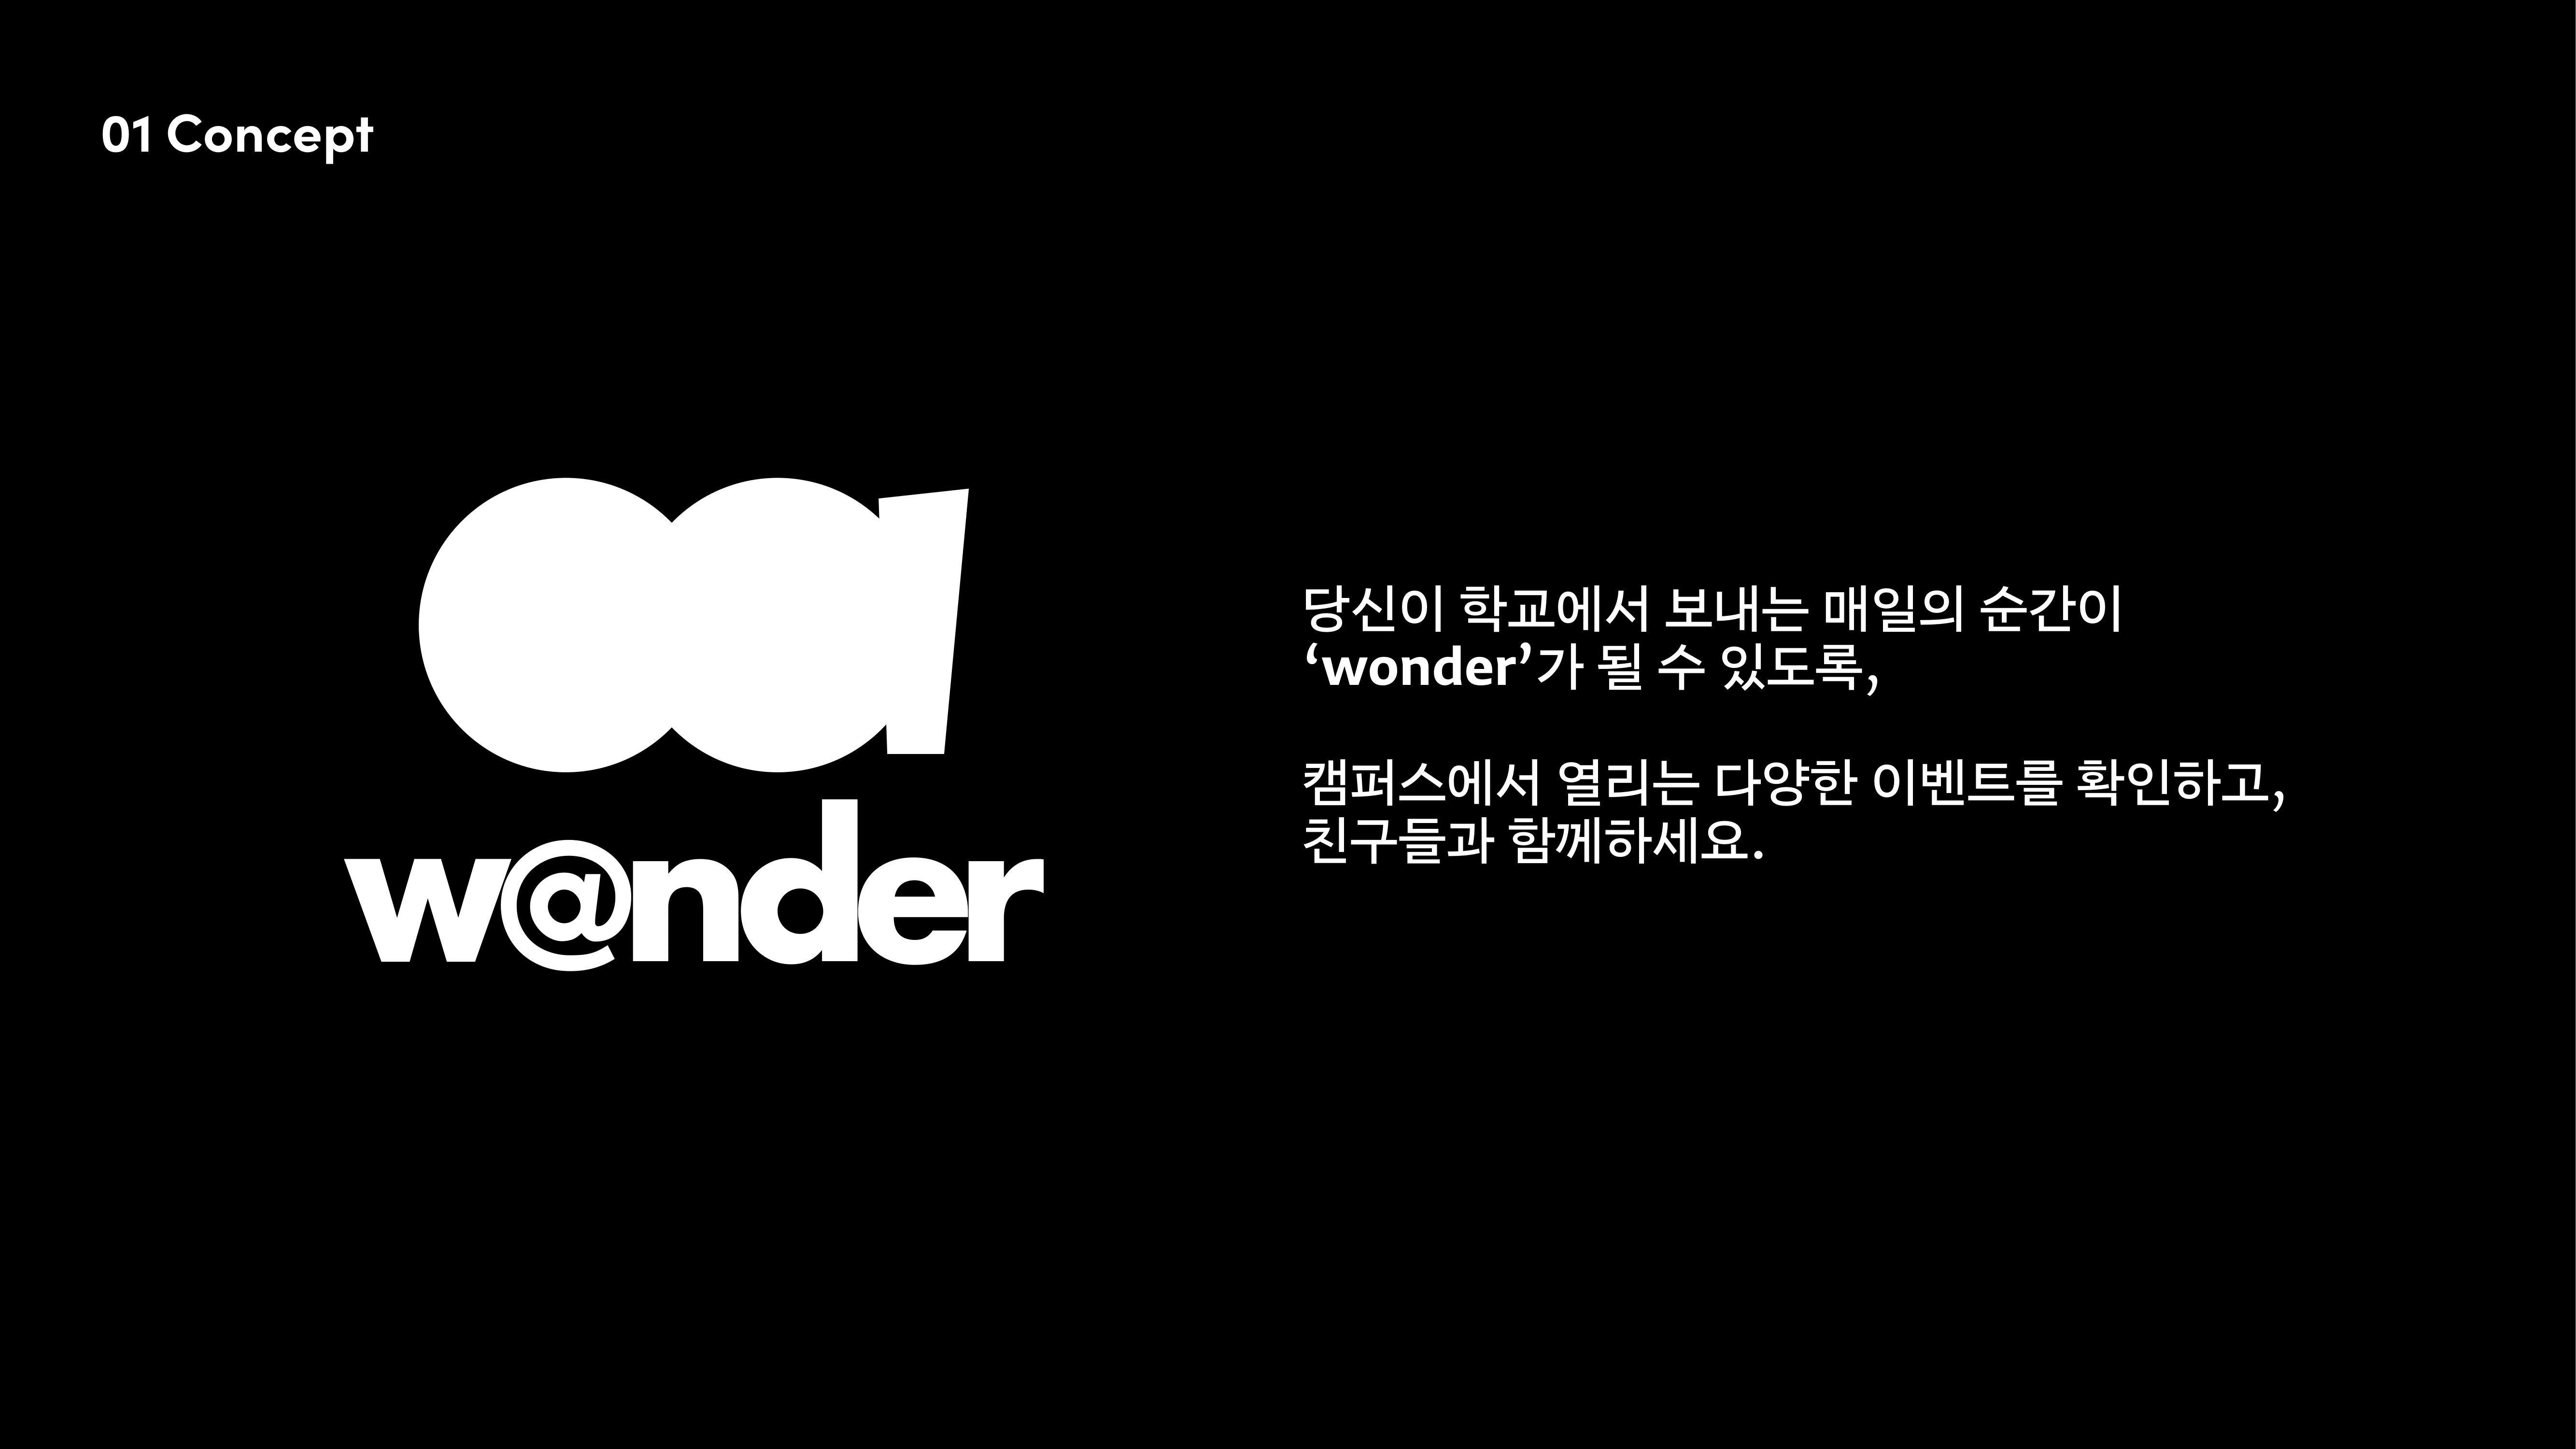 01 Concept
w@nder
당신이 학교에서 보내는 매일의 순간이
‘wonder’가 될 수 있도록,
캠퍼스에서 열리는 다양한 이벤트를 확인하고,
친구들과 함께하세요.